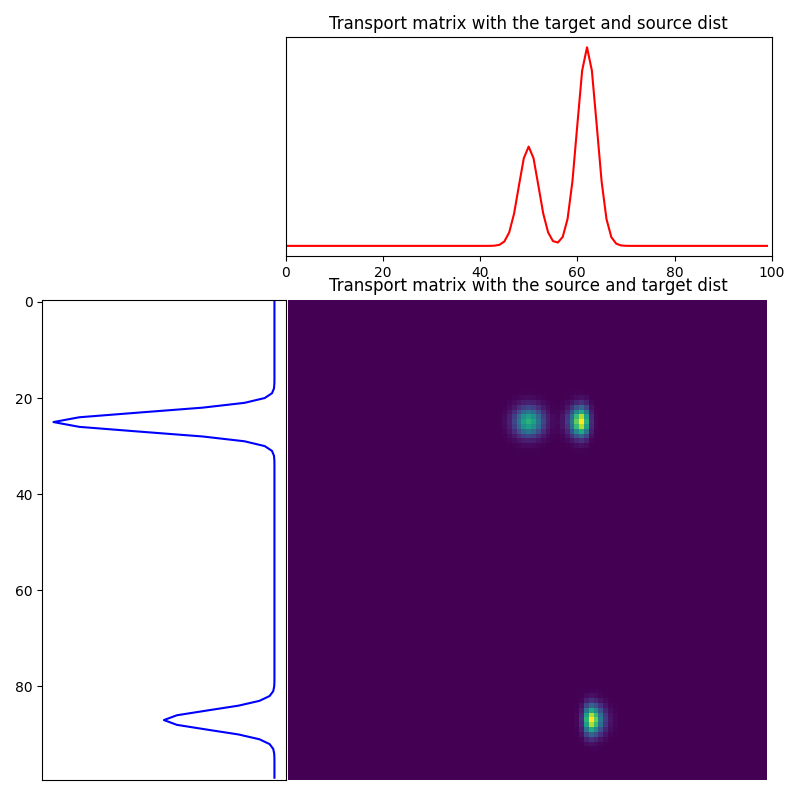 Transport matrix with the target and source dist
0 20 40 60 80 100
Transport matrix with the source and target dist
0
20
40
60
80